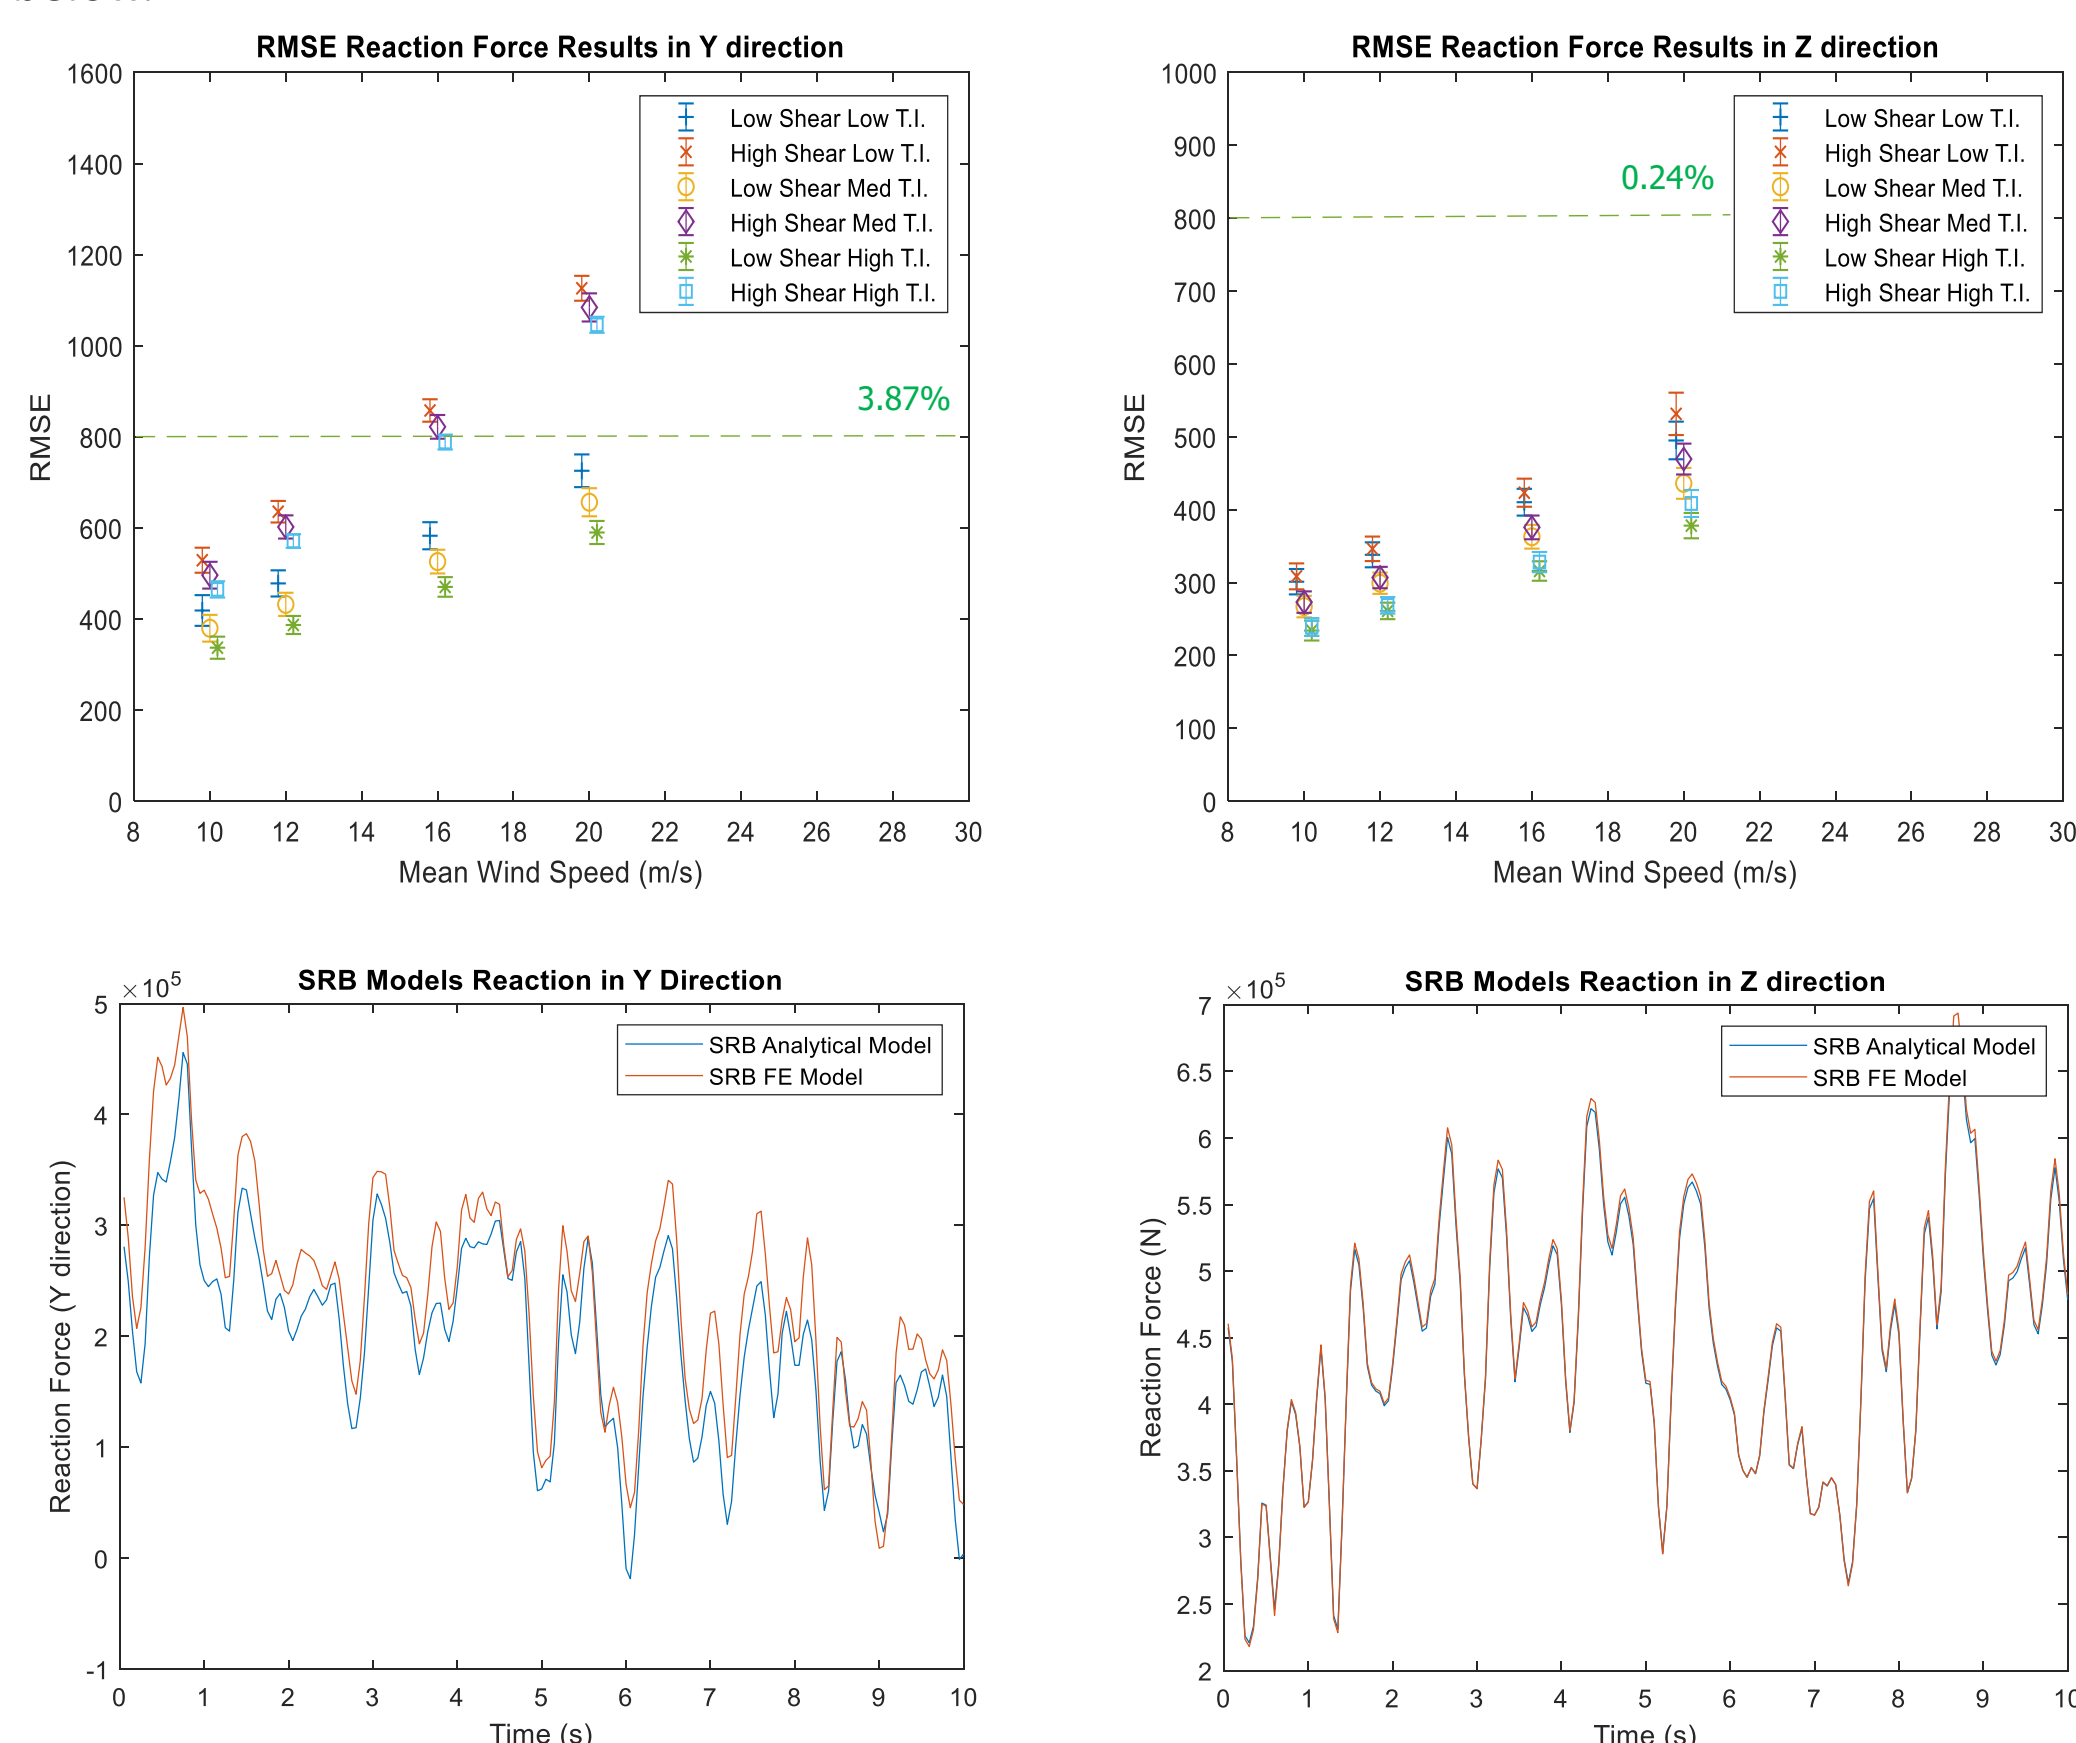 RMSE Reaction Force Results in Y direction
1600
1400
1200
1000
800
600
400
200
0
RMSE
Low Shear Low T.I.
High Shear Low T.I.
Low Shear Med T.I.
High Shear Med T.I.
Low Shear High T.I.
High Shear High T.I.
3.87%
8 10 12 14 16 18 20 22 24 26 28 30
Mean Wind Speed (m/s)
RMSE Reaction Force Results in Z direction
1000
900
800
700
600
500
400
300
200
100
0
RMSE
Low Shear Low T.I.
High Shear Low T.I.
Low Shear Med T.I.
High Shear Med T.I.
Low Shear High T.I.
High Shear High T.I.
0.24%
8 10 12 14 16 18 20 22 24 26 28 30
Mean Wind Speed (m/s)
SRB Models Reaction in Y Direction
×10⁵
5
4
3
2
1
0
-1
Reaction Force (Y direction)
SRB Analytical Model
SRB FE Model
0 1 2 3 4 5 6 7 8 9 10
Time (s)
SRB Models Reaction in Z direction
×10⁵
7
6.5
6
5.5
5
4.5
4
3.5
3
2.5
2
Reaction Force (N)
SRB Analytical Model
SRB FE Model
0 1 2 3 4 5 6 7 8 9 10
Time (s)